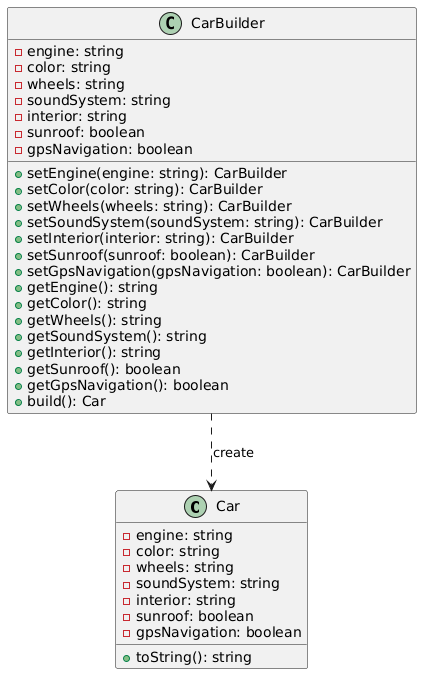 C CarBuilder
engine: string
color: string
wheels: string
soundSystem: string
interior: string
sunroof: boolean
gpsNavigation: boolean
setEngine(engine: string): CarBuilder
setColor(color: string): CarBuilder
setWheels(wheels: string): CarBuilder
setSoundSystem(soundSystem: string): CarBuilder
setInterior(interior: string): CarBuilder
setSunroof(sunroof: boolean): CarBuilder
setGpsNavigation(gpsNavigation: boolean): CarBuilder
getEngine(): string
getColor(): string
getWheels(): string
getSoundSystem(): string
getInterior(): string
getSunroof(): boolean
getGpsNavigation(): boolean
build(): Car
create
C Car
engine: string
color: string
wheels: string
soundSystem: string
interior: string
sunroof: boolean
gpsNavigation: boolean
toString(): string